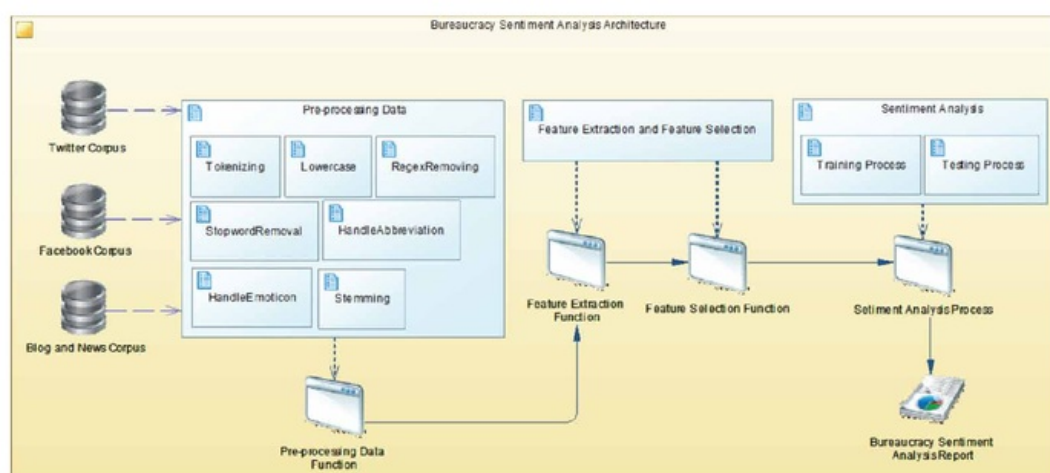 Bureaucracy Sentiment Analysis Architecture
Twitter Corpus
Facebook Corpus
Blog and News Corpus
Pre-processing Data
Tokenizing
Lowercase
RegexRemoving
StopwordRemoval
HandleAbbreviation
HandleEmoticon
Stemming
Pre-processing Data
Function
Feature Extraction and Feature Selection
Feature Extraction
Function
Feature Selection Function
Sentiment Analysis
Training Process
Testing Process
Setiment Analysis Process
Bureaucracy Sentiment
Analysis Report